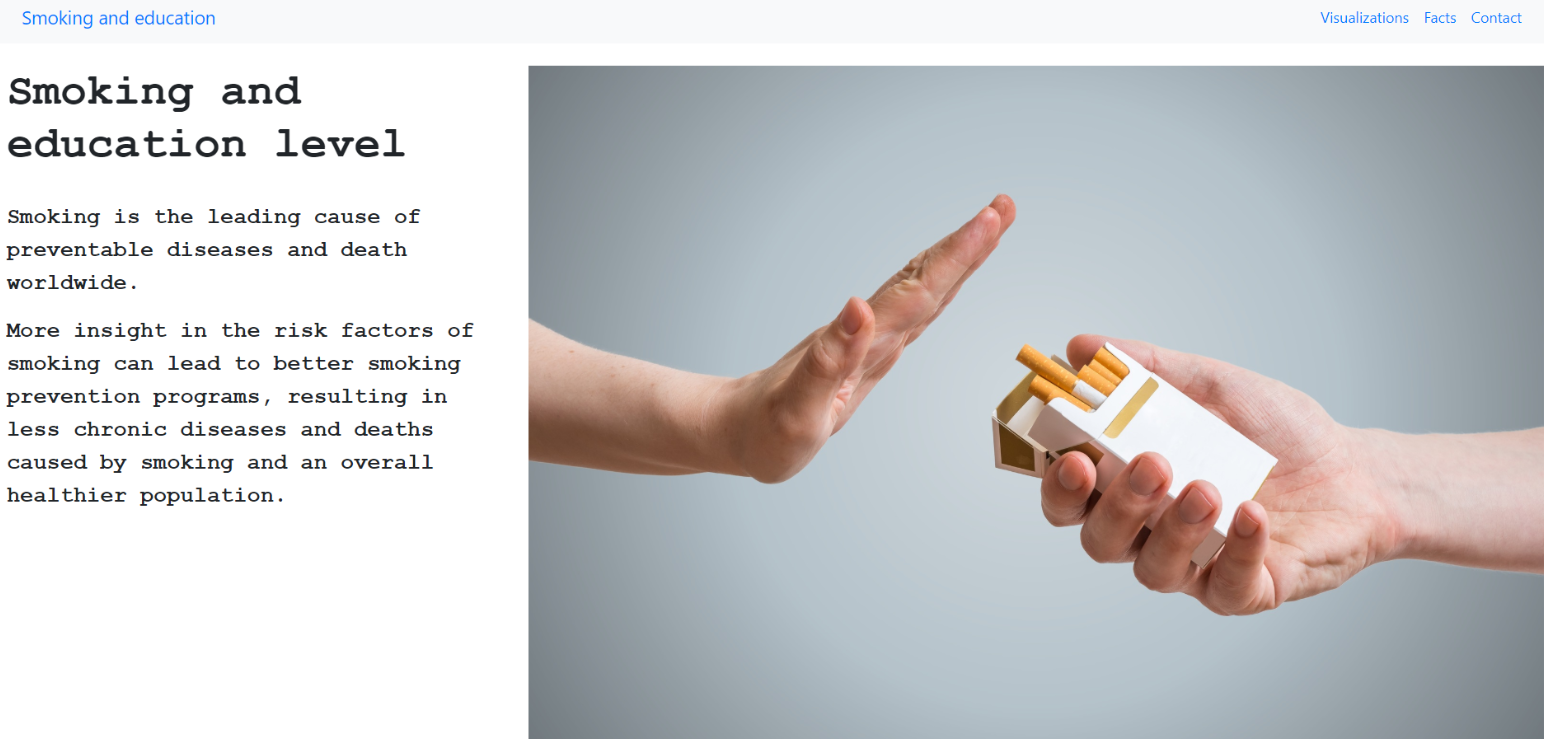 Smoking and education
Visualizations Facts Contact
Smoking and
education level
Smoking is the leading cause of
preventable diseases and death
worldwide.
More insight in the risk factors of
smoking can lead to better smoking
prevention programs, resulting in
less chronic diseases and deaths
caused by smoking and an overall
healthier population.